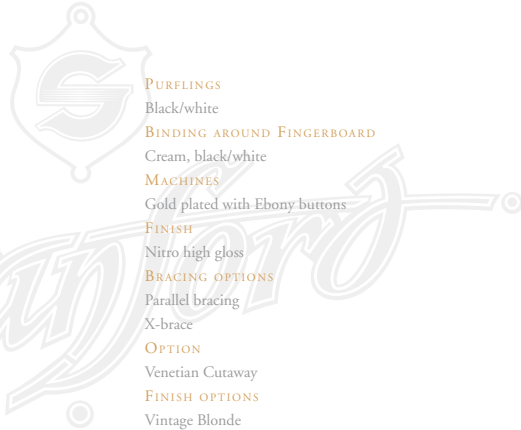 Purflings
Black/white
Binding around Fingerboard
Cream, black/white
Machines
Gold plated with Ebony buttons
Finish
Nitro high gloss
Bracing options
Parallel bracing
X-brace
Option
Venetian Cutaway
Finish options
Vintage Blonde